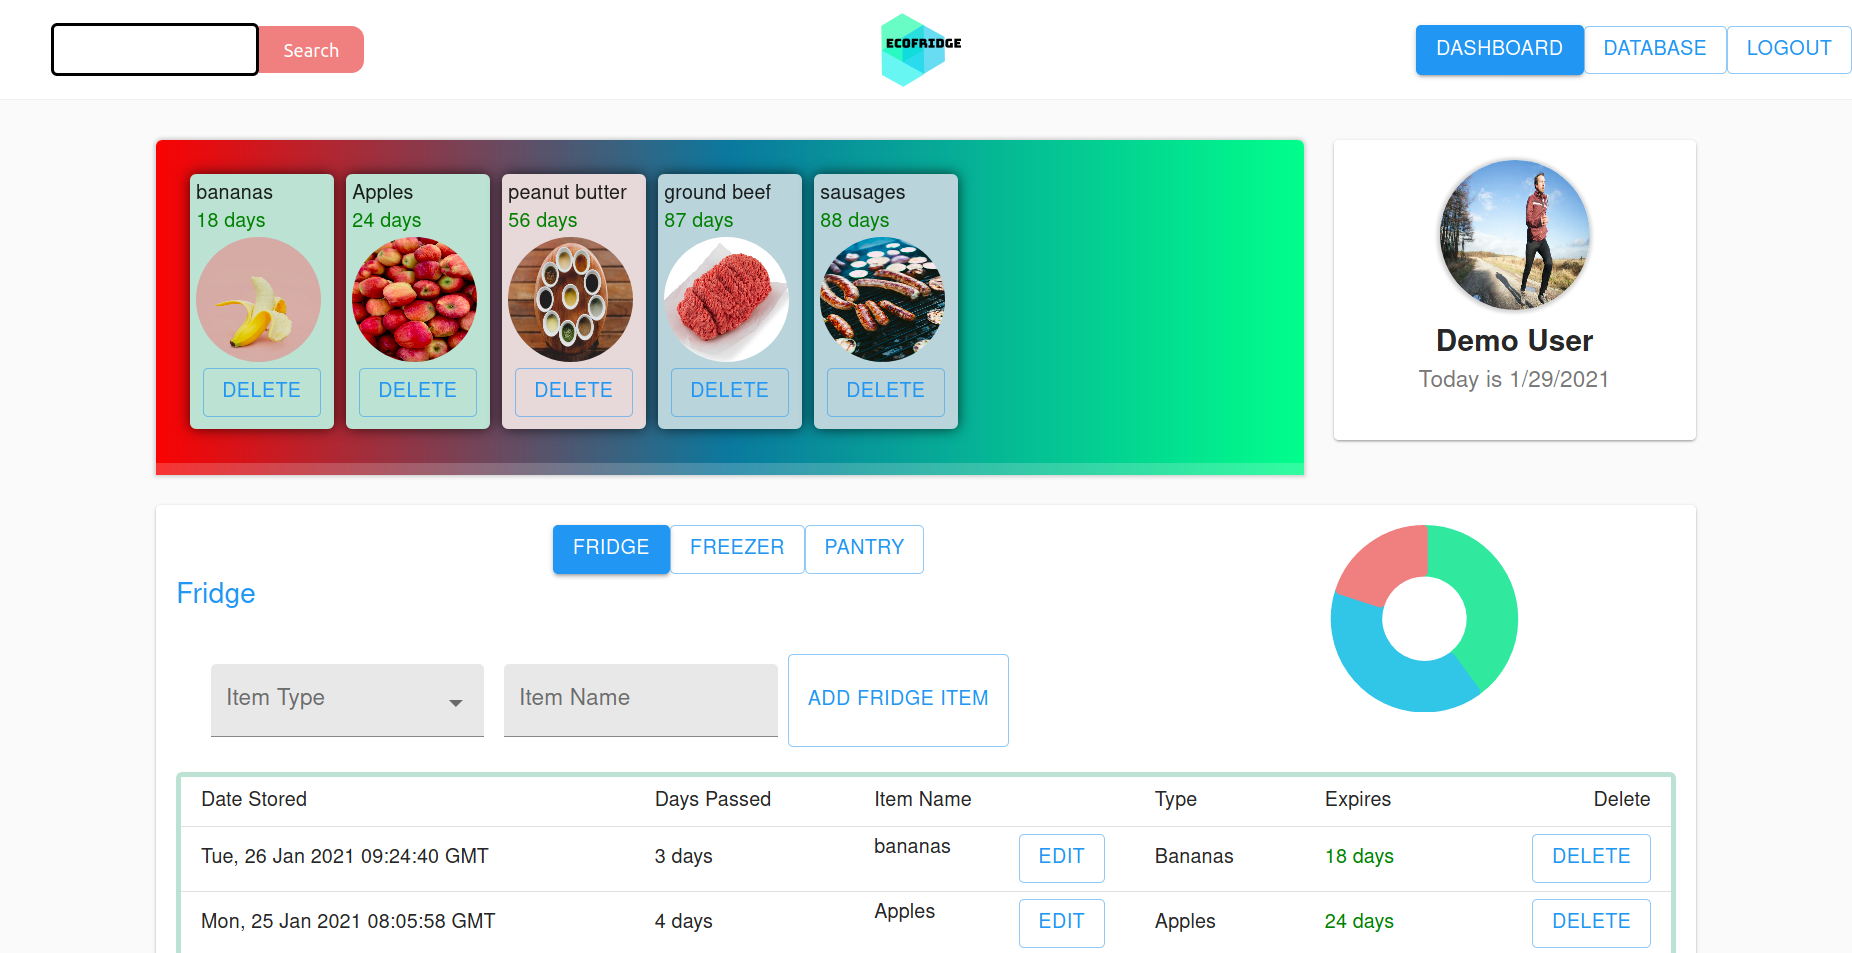 Search
ECOFRIDGE
DASHBOARD DATABASE LOGOUT
bananas
18 days
DELETE
Apples
24 days
DELETE
peanut butter
56 days
DELETE
ground beef
87 days
DELETE
sausages
88 days
DELETE
Demo User
Today is 1/29/2021
FRIDGE FREEZER PANTRY
Fridge
Item Type Item Name ADD FRIDGE ITEM
Date Stored Days Passed Item Name Type Expires Delete
Tue, 26 Jan 2021 09:24:40 GMT 3 days bananas EDIT Bananas 18 days DELETE
Mon, 25 Jan 2021 08:05:58 GMT 4 days Apples EDIT Apples 24 days DELETE